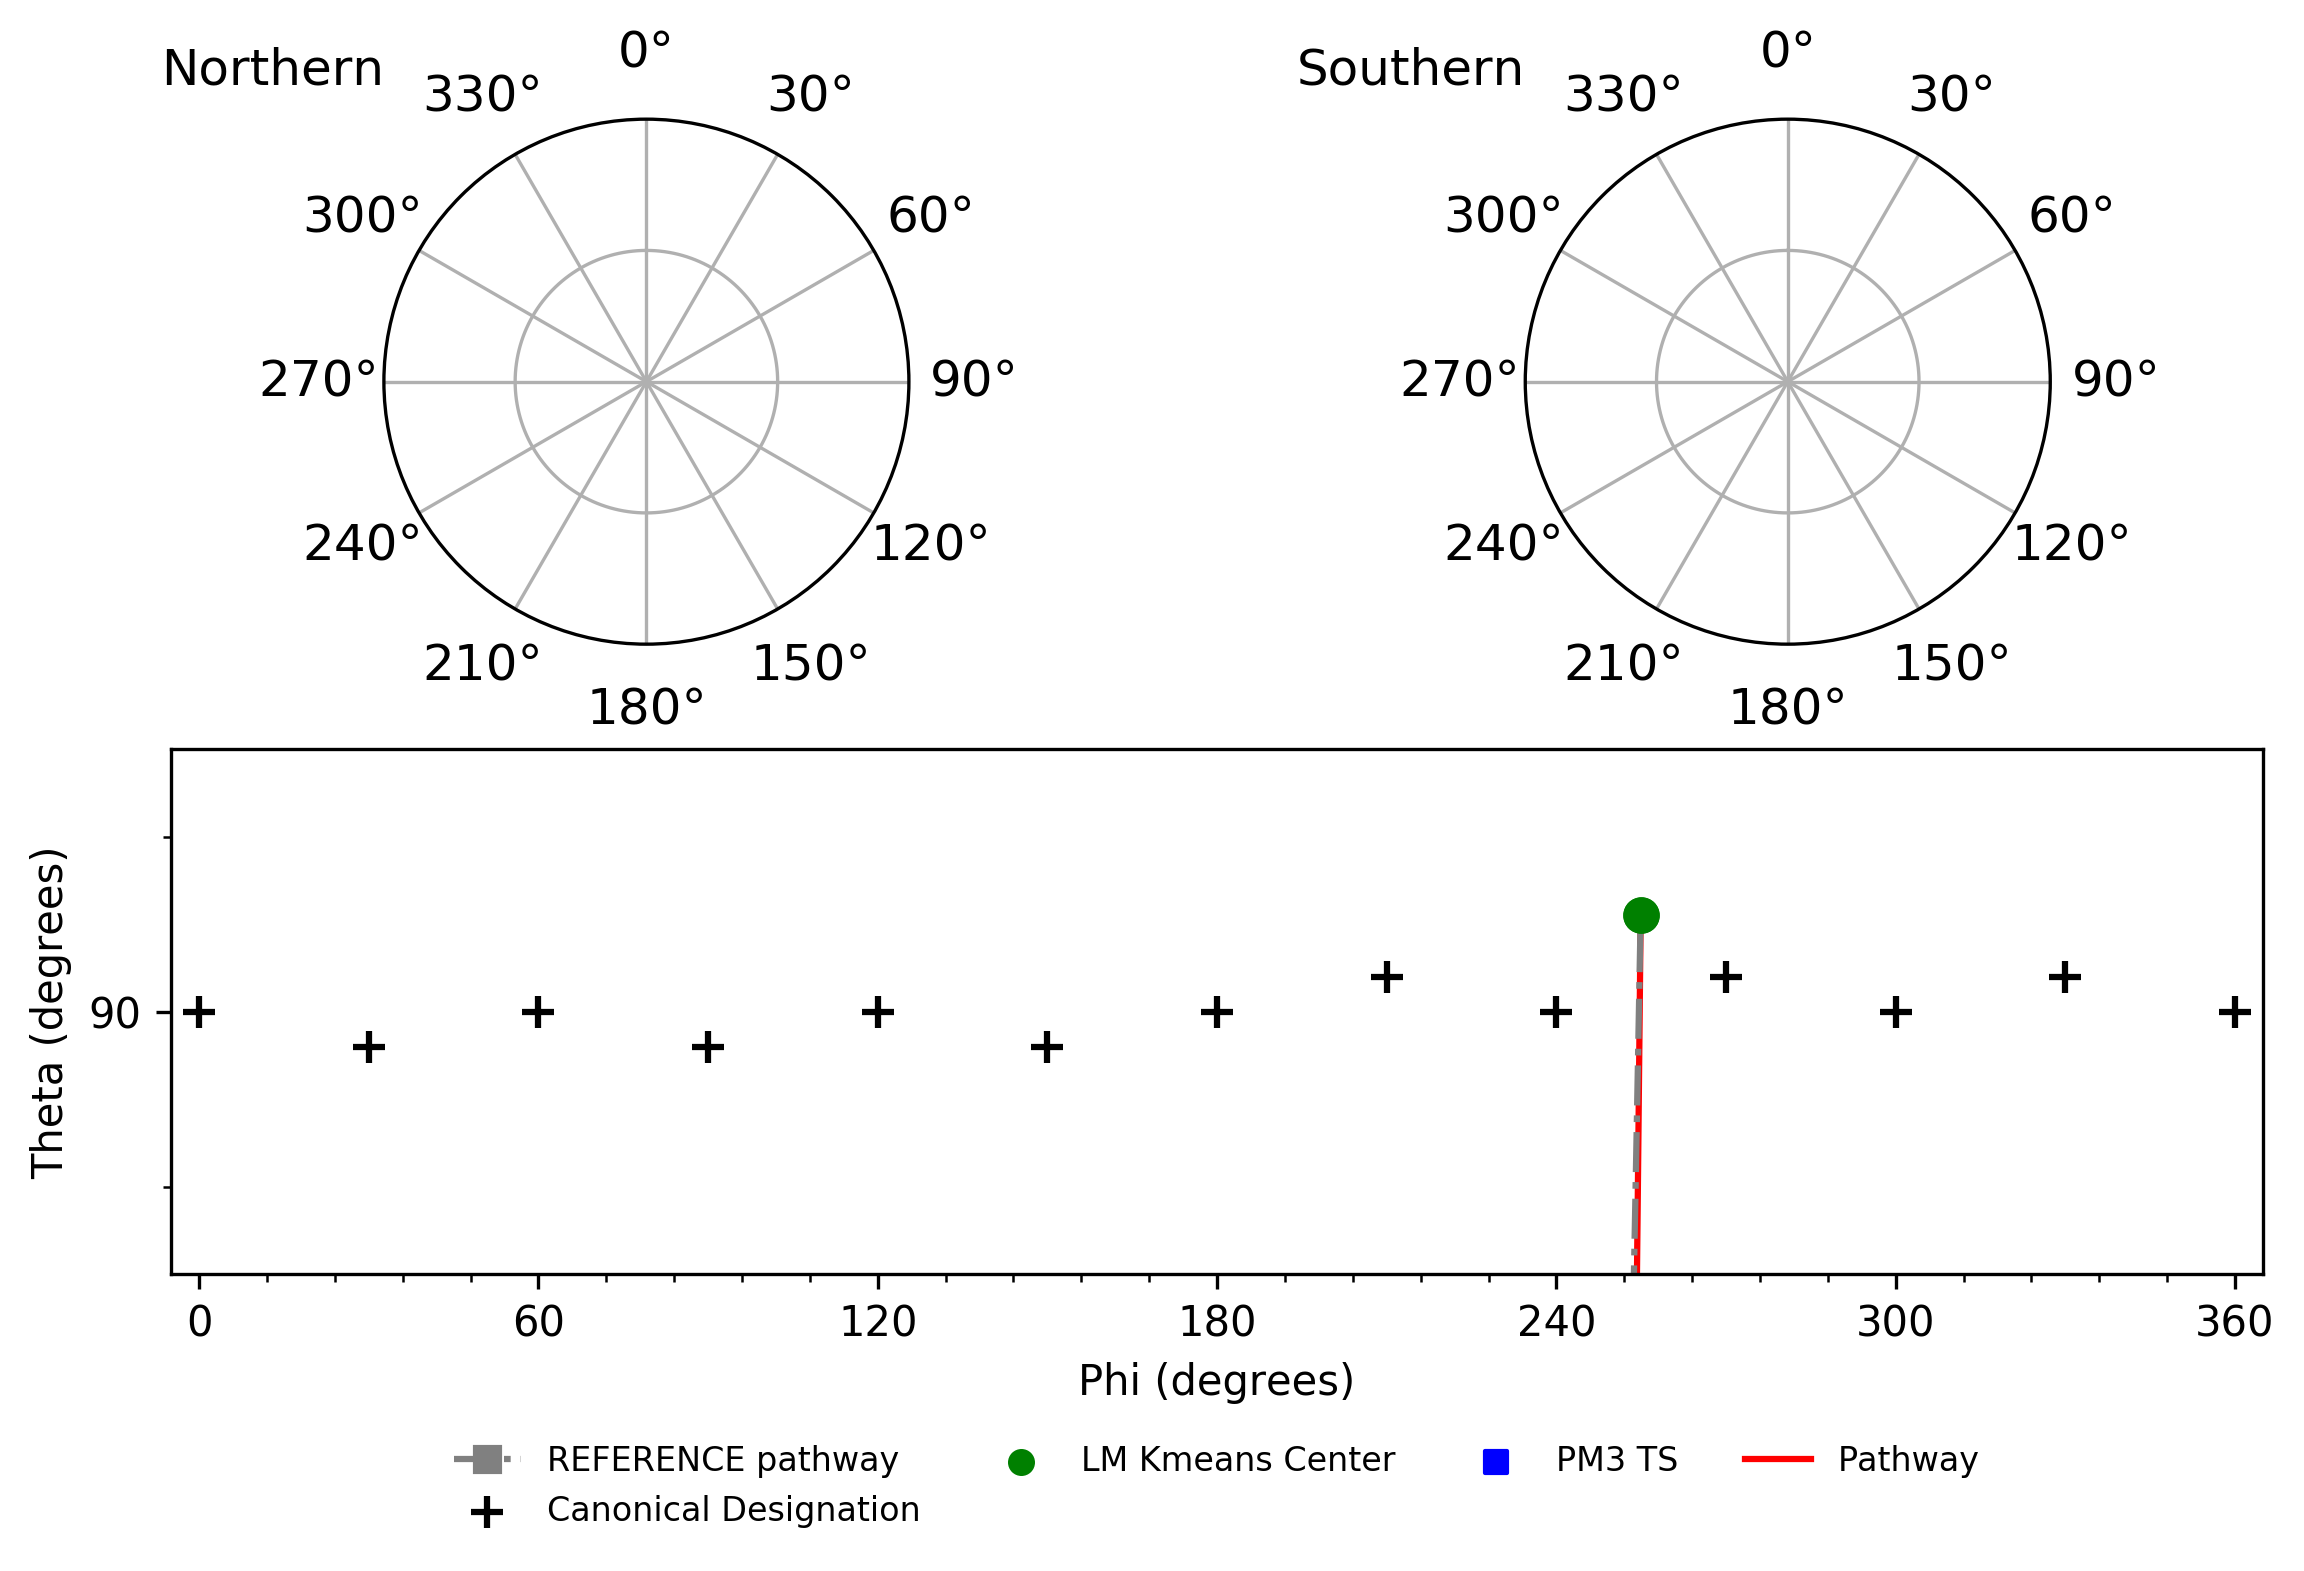 Northern
0°
330°
30°
300°
60°
270°
90°
240°
120°
210°
150°
180°
Southern
0°
330°
30°
300°
60°
270°
90°
240°
120°
210°
150°
180°
Theta (degrees)
90
0 60 120 180 240 300 360
Phi (degrees)
REFERENCE pathway
Canonical Designation
LM Kmeans Center
PM3 TS
Pathway